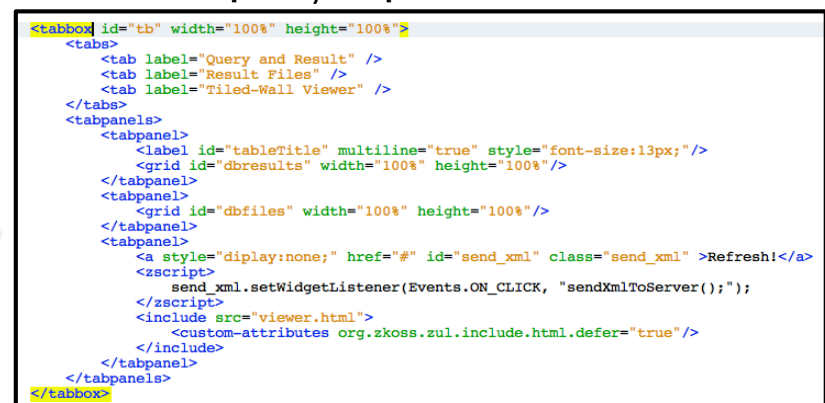 <tabbox id="tb" width="100%" height="100%">
<tabs>
<tab label="Query and Result" />
<tab label="Result Files" />
<tab label="Tiled-Wall Viewer" />
</tabs>
<tabpanels>
<tabpanel>
<label id="tableTitle" multiline="true" style="font-size:13px;"/>
<grid id="dbresults" width="100%" height="100%"/>
</tabpanel>
<tabpanel>
<grid id="dbfiles" width="100%" height="100%"/>
</tabpanel>
<tabpanel>
<a style="diplay:none;" href="#" id="send_xml" class="send_xml" >Refresh!</a>
<zscript>
send_xml.setWidgetListener(Events.ON_CLICK, "sendXmlToServer();");
</zscript>
<include src="viewer.html">
<custom-attributes org.zkoss.zul.include.html.defer="true"/>
</include>
</tabpanel>
</tabpanels>
</tabbox>